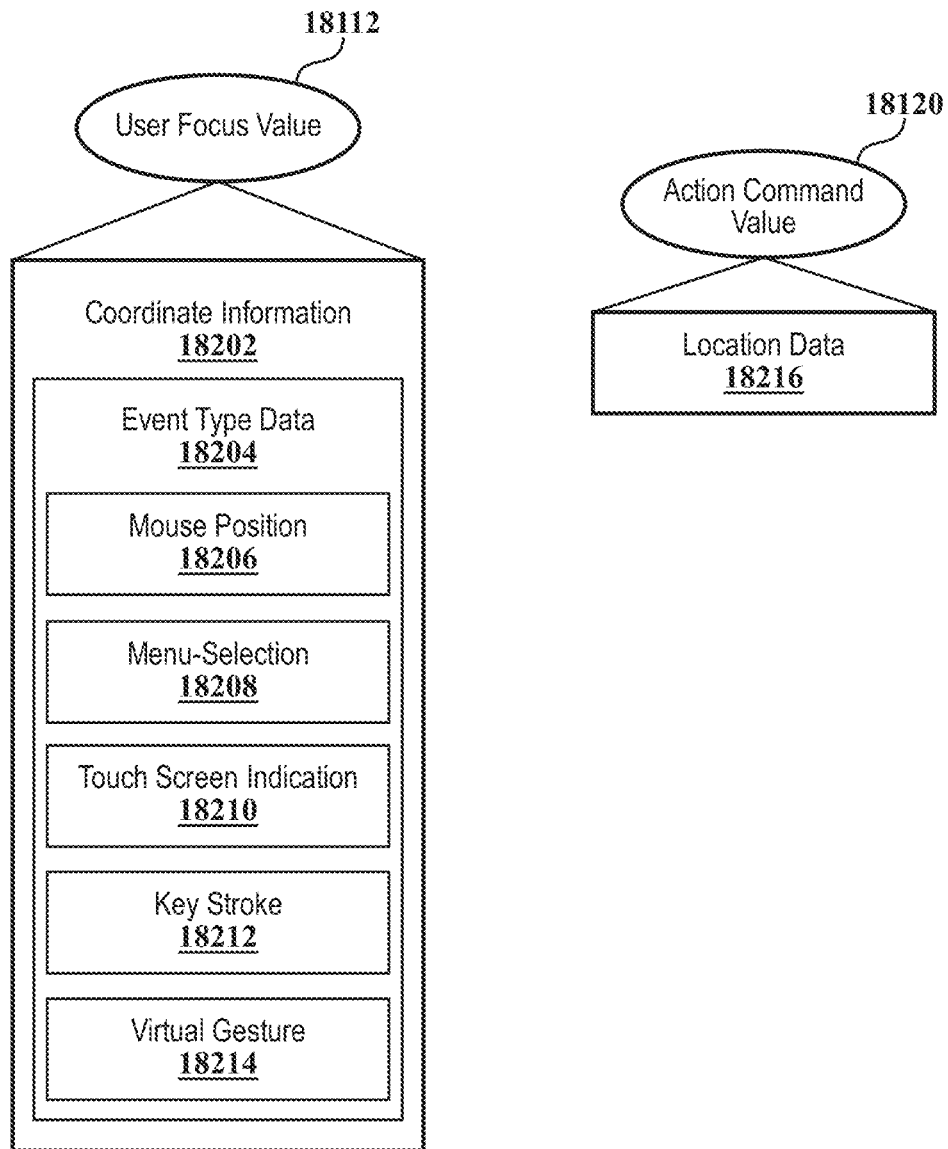 18112
User Focus Value
Coordinate Information
18202
Event Type Data
18204
Mouse Position
18206
Menu-Selection
18208
Touch Screen Indication
18210
Key Stroke
18212
Virtual Gesture
18214
18120
Action Command
Value
Location Data
18216